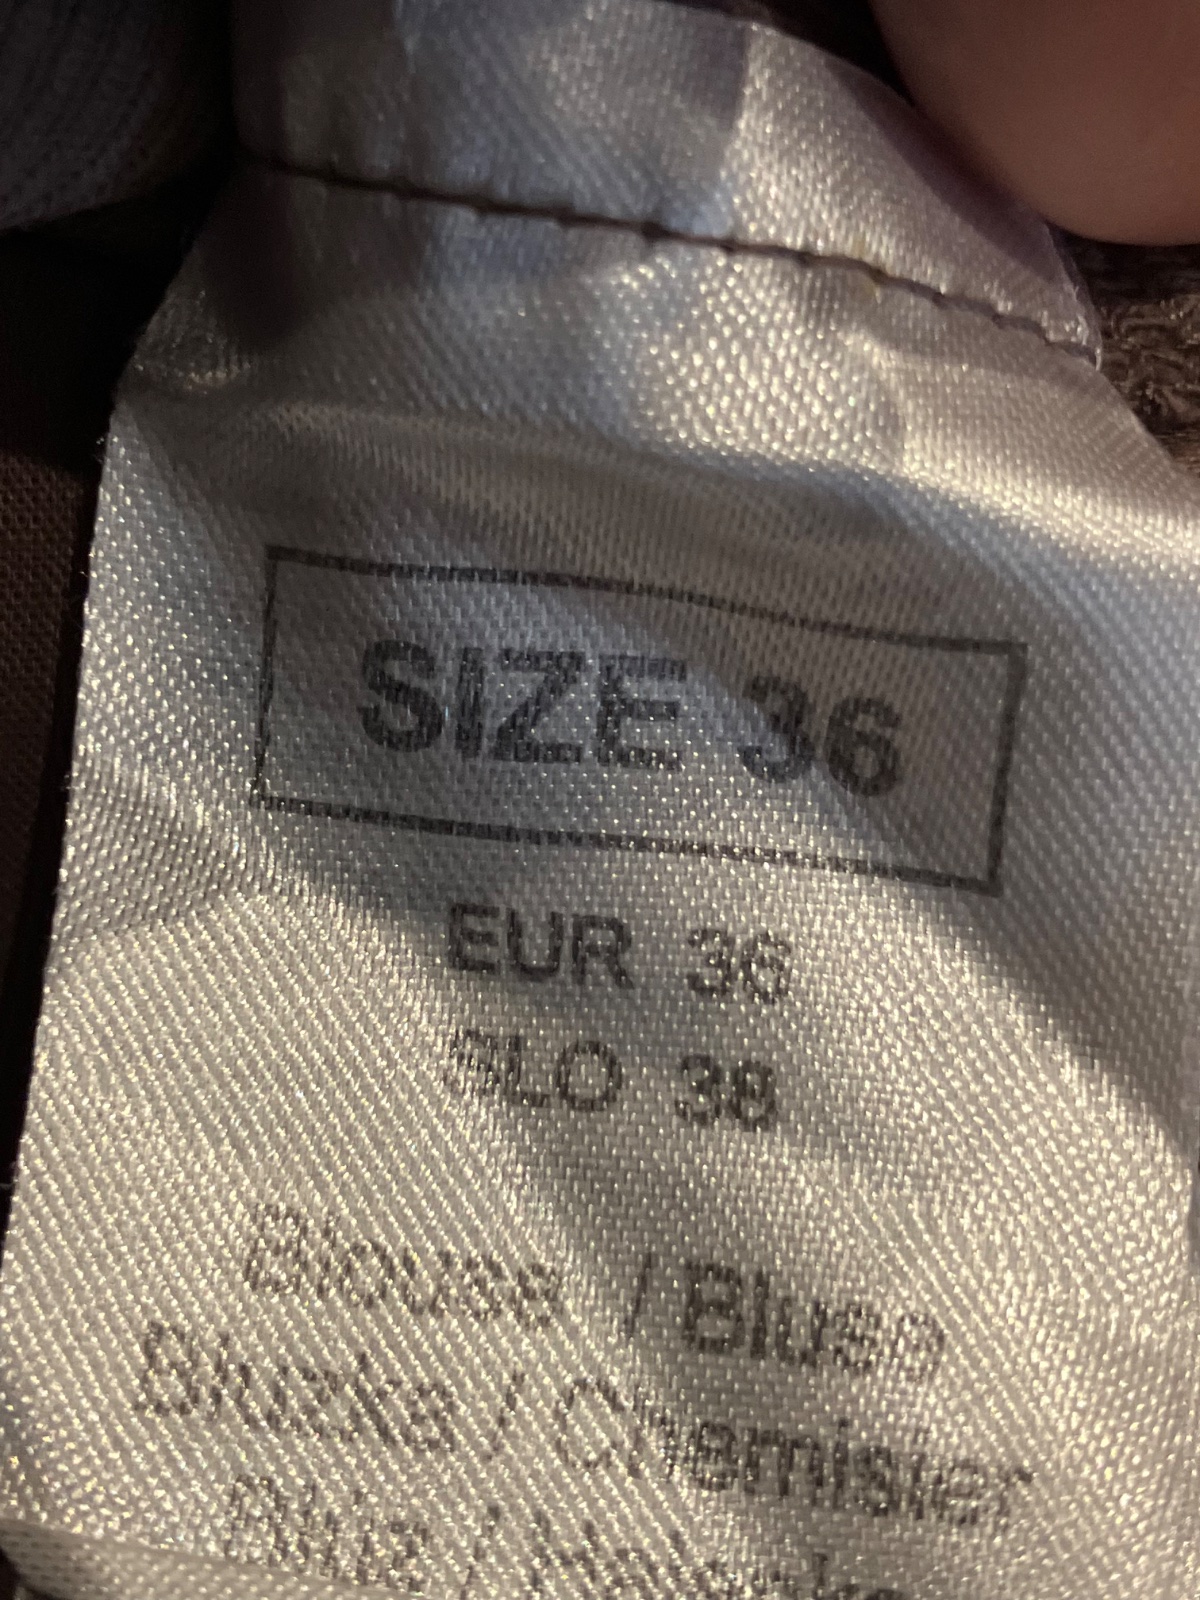 SIZE 36
EUR 36
SLO 38
Blouse / Bluse
Bluzka / Chemisier